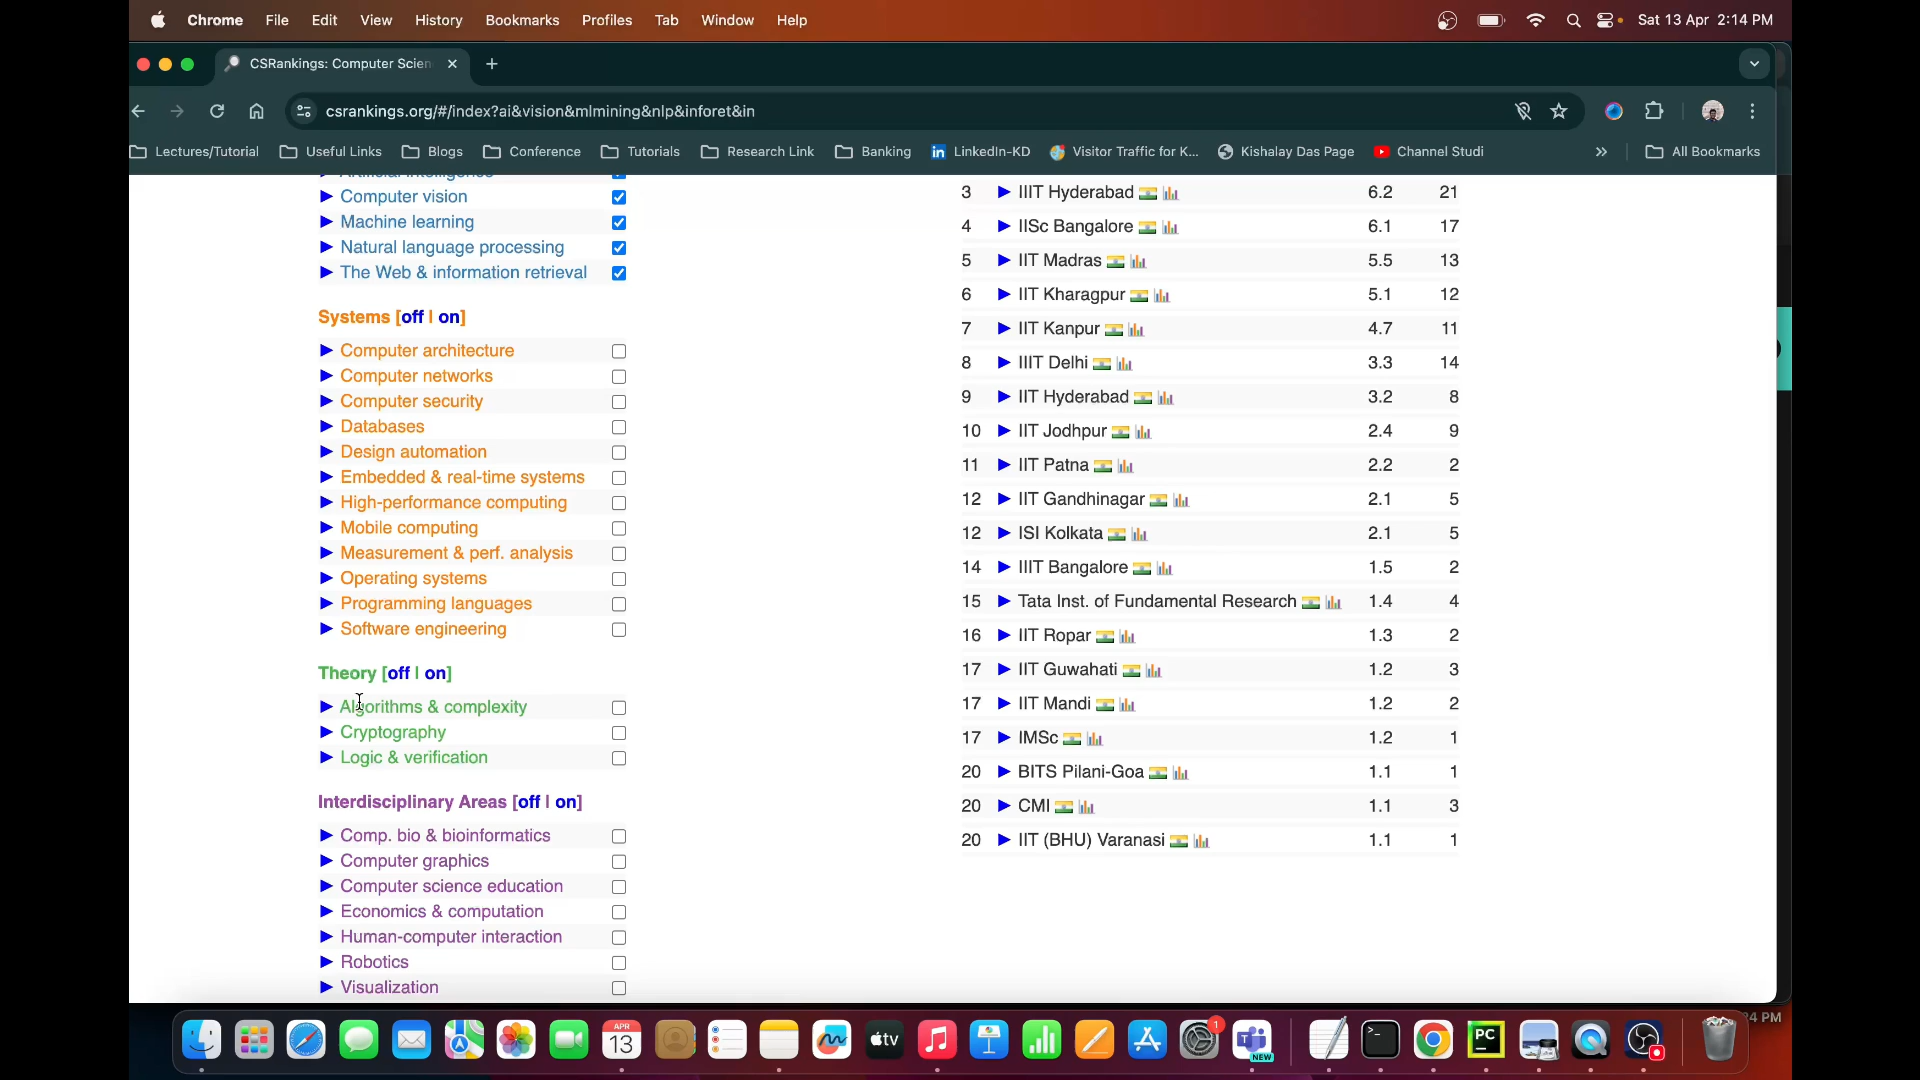 Chrome File Edit View History Bookmarks Profiles Tab Window Help Sat 13 Apr 2:14 PM
CSRankings: Computer Scien
csrankings.org/#/index?ai&vision&mlmining&nlp&inforet&in
Lectures/Tutorial Useful Links Blogs Conference Tutorials Research Link Banking LinkedIn-KD Visitor Traffic for K... Kishalay Das Page Channel Studi » All Bookmarks
Artificial intelligence
Computer vision
Machine learning
Natural language processing
The Web & information retrieval
Systems [off | on]
Computer architecture
Computer networks
Computer security
Databases
Design automation
Embedded & real-time systems
High-performance computing
Mobile computing
Measurement & perf. analysis
Operating systems
Programming languages
Software engineering
Theory [off | on]
Algorithms & complexity
Cryptography
Logic & verification
Interdisciplinary Areas [off | on]
Comp. bio & bioinformatics
Computer graphics
Computer science education
Economics & computation
Human-computer interaction
Robotics
Visualization
3 IIIT Hyderabad 6.2 21
4 IISc Bangalore 6.1 17
5 IIT Madras 5.5 13
6 IIT Kharagpur 5.1 12
7 IIT Kanpur 4.7 11
8 IIIT Delhi 3.3 14
9 IIT Hyderabad 3.2 8
10 IIT Jodhpur 2.4 9
11 IIT Patna 2.2 2
12 IIT Gandhinagar 2.1 5
12 ISI Kolkata 2.1 5
14 IIIT Bangalore 1.5 2
15 Tata Inst. of Fundamental Research 1.4 4
16 IIT Ropar 1.3 2
17 IIT Guwahati 1.2 3
17 IIT Mandi 1.2 2
17 IMSc 1.2 1
20 BITS Pilani-Goa 1.1 1
20 CMI 1.1 3
20 IIT (BHU) Varanasi 1.1 1
4 PM
APR
13
tv
1
NEW
PC